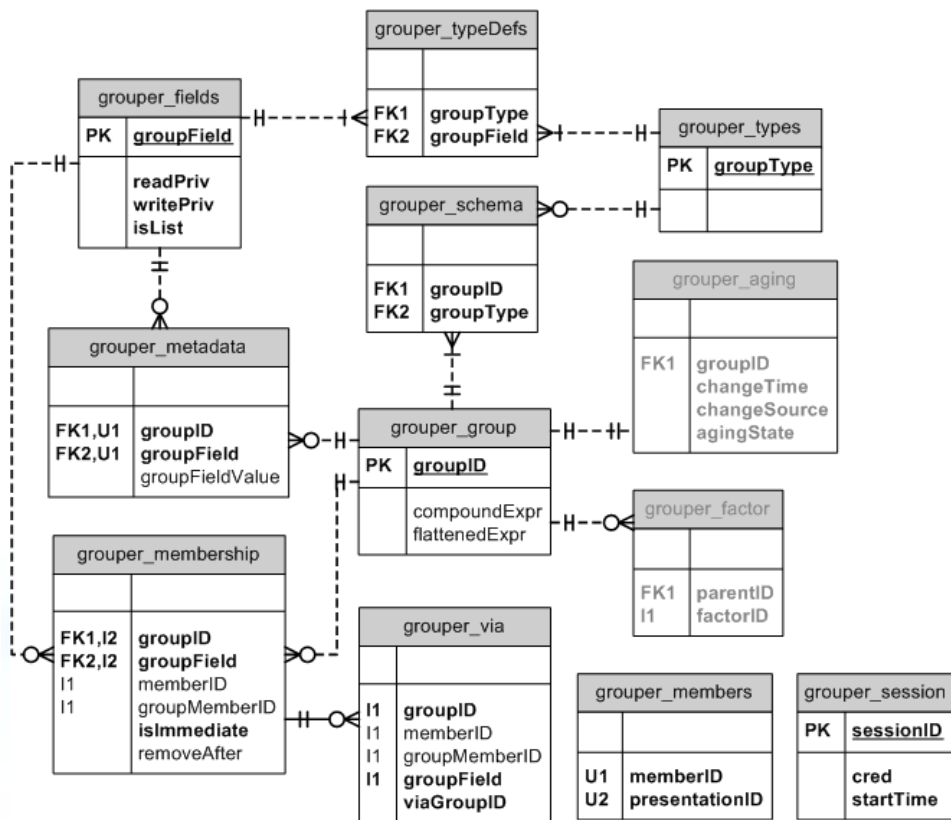 grouper_typeDefs
FK1 groupType
FK2 groupField
grouper_fields
PK groupField
readPriv
writePriv
isList
grouper_types
PK groupType
grouper_schema
FK1 groupID
FK2 groupType
grouper_aging
FK1 groupID
changeTime
changeSource
agingState
grouper_metadata
FK1,U1 groupID
FK2,U1 groupField
groupFieldValue
grouper_group
PK groupID
compoundExpr
flattenedExpr
grouper_factor
FK1 parentID
I1 factorID
grouper_membership
FK1,I2 groupID
FK2,I2 groupField
I1 memberID
I1 groupMemberID
isImmediate
removeAfter
grouper_via
I1 groupID
I1 memberID
I1 groupMemberID
I1 groupField
viaGroupID
grouper_members
U1 memberID
U2 presentationID
grouper_session
PK sessionID
cred
startTime